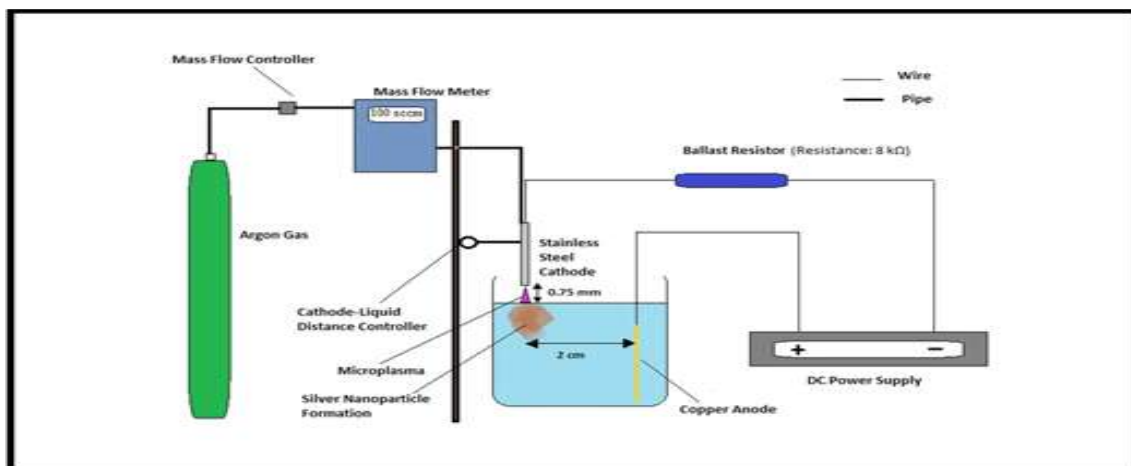 Mass Flow Controller
Mass Flow Meter
100 sccm
Wire
Pipe
Ballast Resistor (Resistance: 8 kΩ)
Argon Gas
Stainless
Steel
Cathode
0.75 mm
Cathode-Liquid
Distance Controller
2 cm
Microplasma
+
−
DC Power Supply
Silver Nanoparticle
Formation
Copper Anode